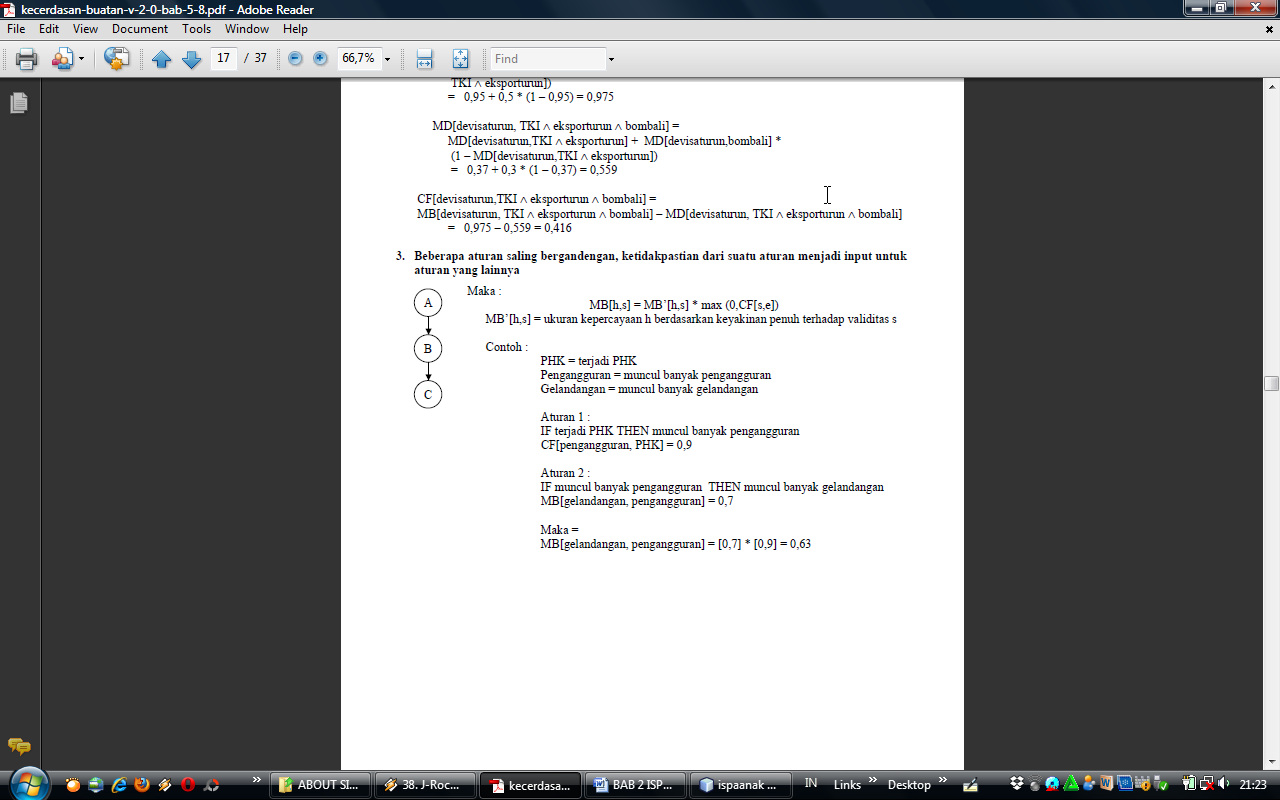 kecerdasan-buatan-v-2-0-bab-5-8.pdf - Adobe Reader
File Edit View Document Tools Window Help
17 / 37 66,7% Find
TKI ∧ eksporturun])
= 0,95 + 0,5 * (1 – 0,95) = 0,975
MD[devisaturun, TKI ∧ eksporturun ∧ bombali] =
MD[devisaturun,TKI ∧ eksporturun] + MD[devisaturun,bombali] *
(1 – MD[devisaturun,TKI ∧ eksporturun])
= 0,37 + 0,3 * (1 – 0,37) = 0,559
CF[devisaturun,TKI ∧ eksporturun ∧ bombali] =
MB[devisaturun, TKI ∧ eksporturun ∧ bombali] – MD[devisaturun, TKI ∧ eksporturun ∧ bombali]
= 0,975 – 0,559 = 0,416
3. Beberapa aturan saling bergandengan, ketidakpastian dari suatu aturan menjadi input untuk
aturan yang lainnya
A
B
C
Maka :
MB[h,s] = MB’[h,s] * max (0,CF[s,e])
MB’[h,s] = ukuran kepercayaan h berdasarkan keyakinan penuh terhadap validitas s
Contoh :
PHK = terjadi PHK
Pengangguran = muncul banyak pengangguran
Gelandangan = muncul banyak gelandangan
Aturan 1 :
IF terjadi PHK THEN muncul banyak pengangguran
CF[pengangguran, PHK] = 0,9
Aturan 2 :
IF muncul banyak pengangguran THEN muncul banyak gelandangan
MB[gelandangan, pengangguran] = 0,7
Maka =
MB[gelandangan, pengangguran] = [0,7] * [0,9] = 0,63
ABOUT SI... 38. J-Roc... kecerdasa... BAB 2 ISP... ispaanak ... IN Links Desktop 21:23